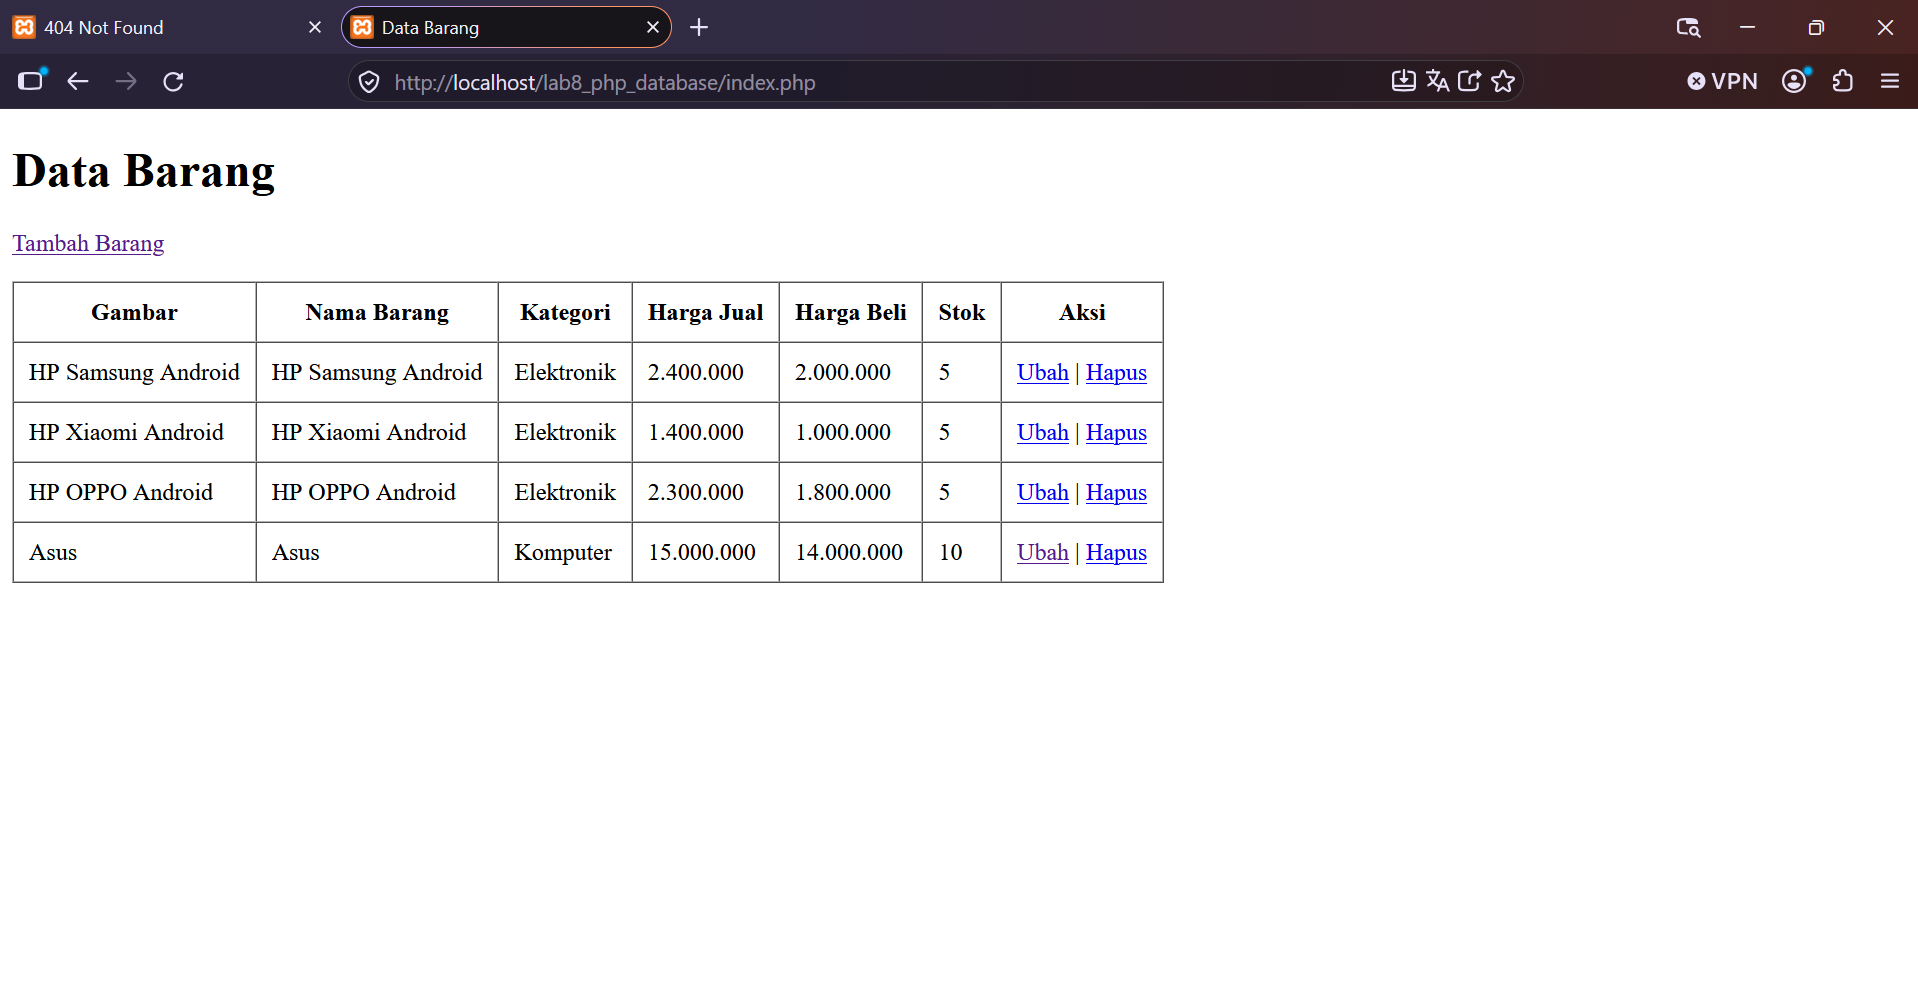 404 Not Found
Data Barang
http://localhost/lab8_php_database/index.php
VPN
Data Barang
Tambah Barang
Gambar Nama Barang Kategori Harga Jual Harga Beli Stok Aksi
HP Samsung Android HP Samsung Android Elektronik 2.400.000 2.000.000 5 Ubah | Hapus
HP Xiaomi Android HP Xiaomi Android Elektronik 1.400.000 1.000.000 5 Ubah | Hapus
HP OPPO Android HP OPPO Android Elektronik 2.300.000 1.800.000 5 Ubah | Hapus
Asus Asus Komputer 15.000.000 14.000.000 10 Ubah | Hapus